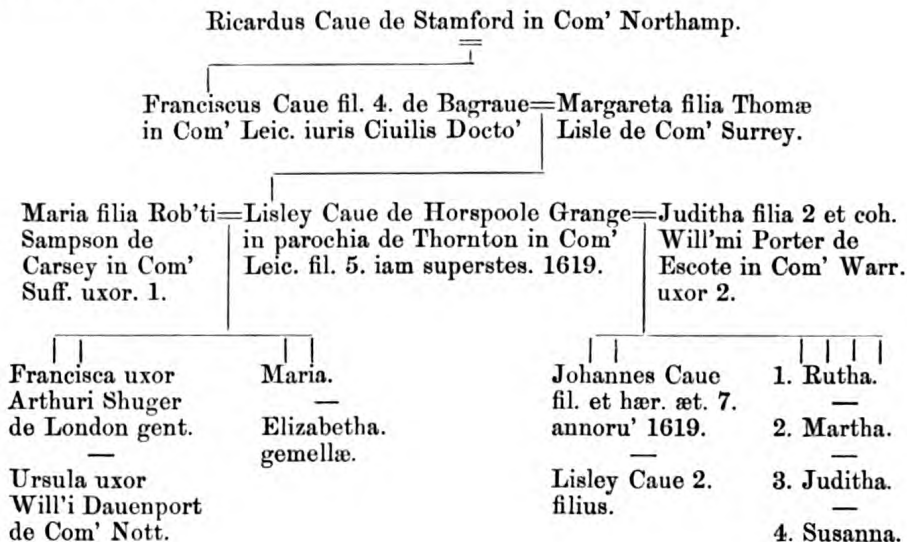 Ricardus Caue de Stamford in Com' Northamp.
Franciscus Caue fil. 4. de Bagraue=Margareta filia Thomæ
in Com' Leic. iuris Ciuilis Docto' Lisle de Com' Surrey.
Maria filia Rob'ti=Lisley Caue de Horspoole Grange=Juditha filia 2 et coh.
Sampson de in parochia de Thornton in Com' Will'mi Porter de
Carsey in Com' Leic. fil. 5. iam superstes. 1619. Escote in Com' Warr.
Suff. uxor. 1. uxor 2.
Francisca uxor
Arthuri Shuger
de London gent.
—
Ursula uxor
Will'i Dauenport
de Com' Nott.
Maria.
—
Elizabetha.
gemellæ.
Johannes Caue
fil. et hær. æt. 7.
annoru' 1619.
—
Lisley Caue 2.
filius.
1. Rutha.
—
2. Martha.
—
3. Juditha.
—
4. Susanna.